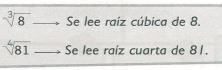 ∛8 → Se lee raíz cúbica de 8.
∜81 → Se lee raíz cuarta de 81.